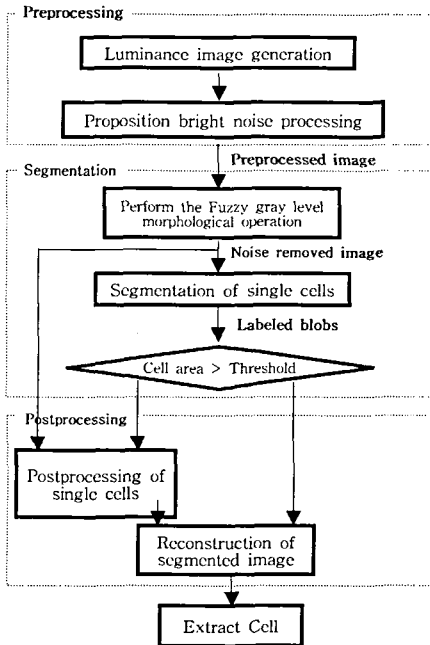 Preprocessing
Luminance image generation
Proposition bright noise processing
Preprocessed image
Segmentation
Perform the Fuzzy gray level
morphological operation
Noise removed image
Segmentation of single cells
Labeled blobs
Cell area > Threshold
Postprocessing
Postprocessing of
single cells
Reconstruction of
segmented image
Extract Cell